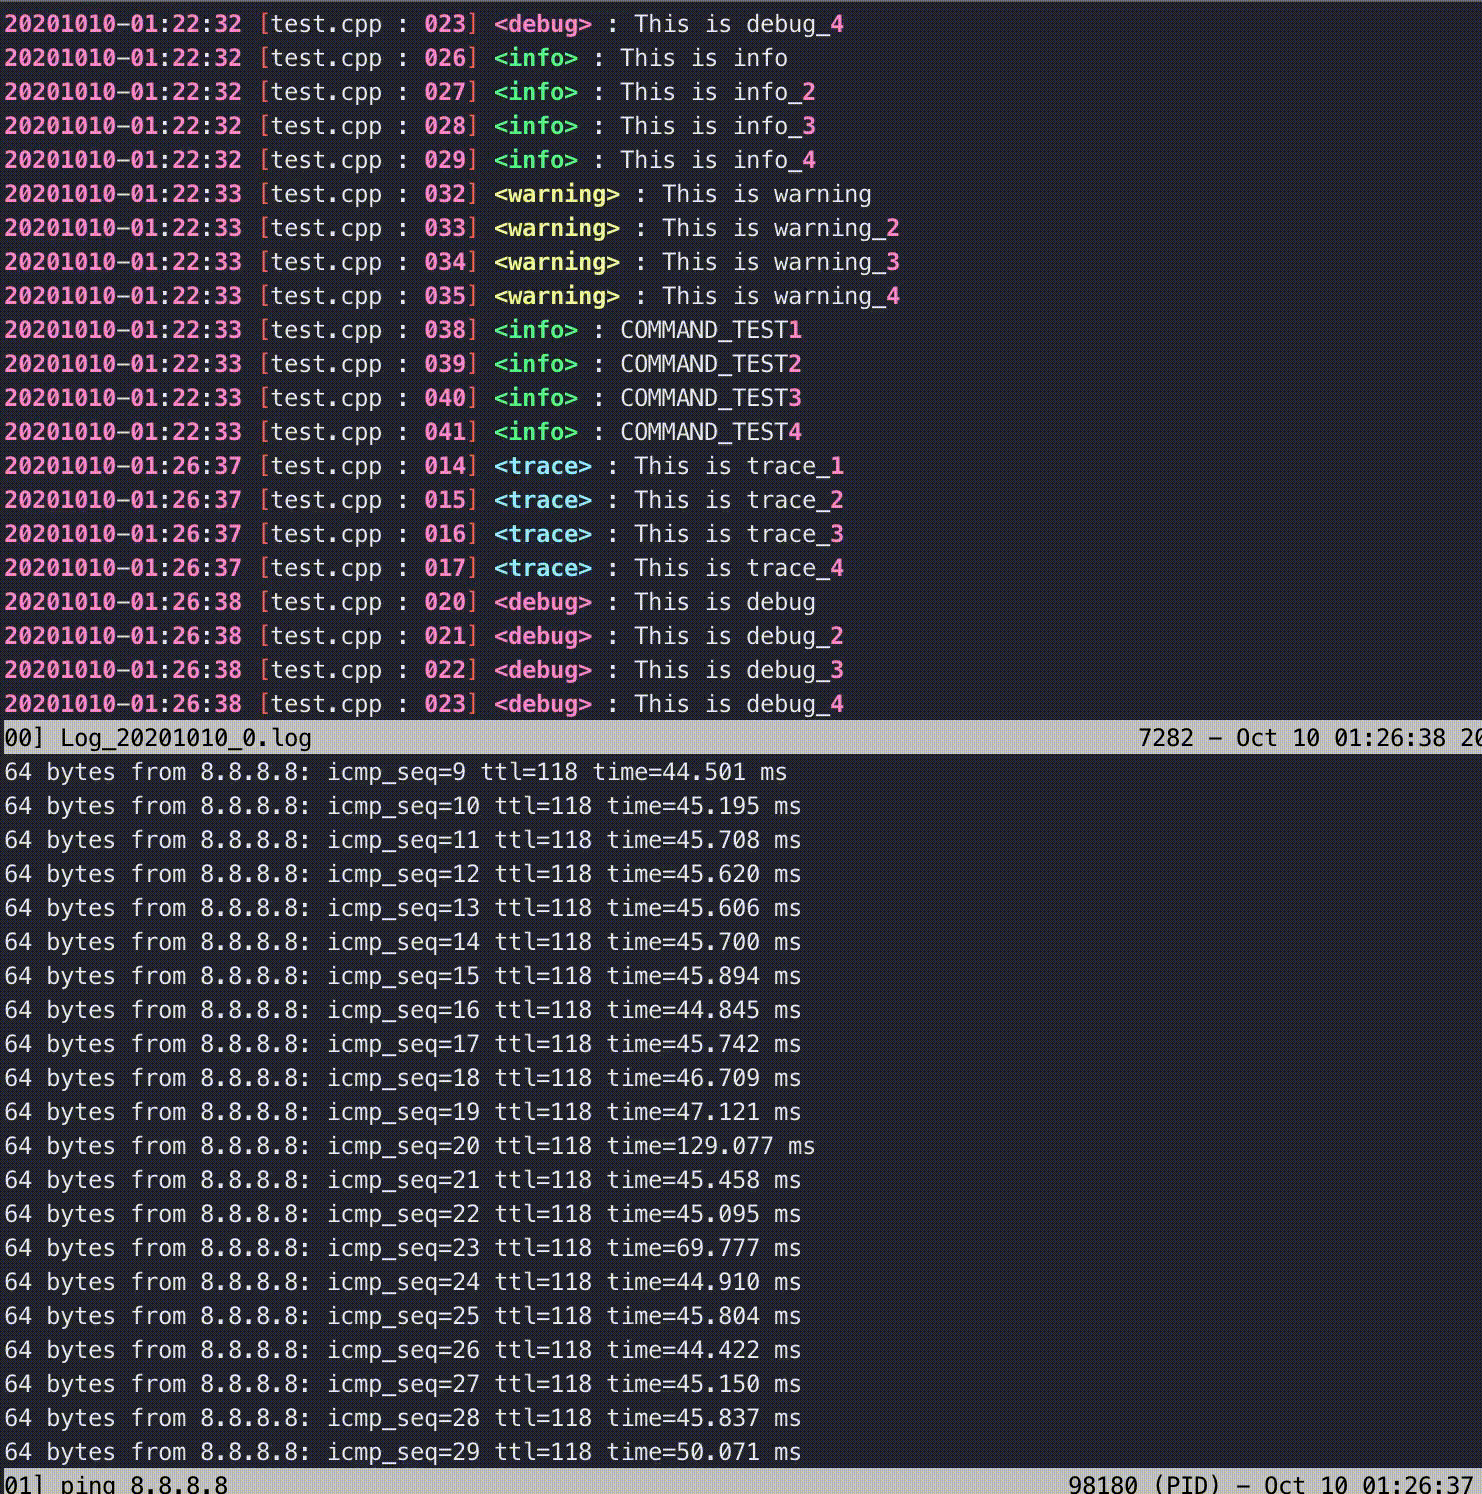 20201010-01:22:32 [test.cpp : 023] <debug> : This is debug_4
20201010-01:22:32 [test.cpp : 026] <info> : This is info
20201010-01:22:32 [test.cpp : 027] <info> : This is info_2
20201010-01:22:32 [test.cpp : 028] <info> : This is info_3
20201010-01:22:32 [test.cpp : 029] <info> : This is info_4
20201010-01:22:33 [test.cpp : 032] <warning> : This is warning
20201010-01:22:33 [test.cpp : 033] <warning> : This is warning_2
20201010-01:22:33 [test.cpp : 034] <warning> : This is warning_3
20201010-01:22:33 [test.cpp : 035] <warning> : This is warning_4
20201010-01:22:33 [test.cpp : 038] <info> : COMMAND_TEST1
20201010-01:22:33 [test.cpp : 039] <info> : COMMAND_TEST2
20201010-01:22:33 [test.cpp : 040] <info> : COMMAND_TEST3
20201010-01:22:33 [test.cpp : 041] <info> : COMMAND_TEST4
20201010-01:26:37 [test.cpp : 014] <trace> : This is trace_1
20201010-01:26:37 [test.cpp : 015] <trace> : This is trace_2
20201010-01:26:37 [test.cpp : 016] <trace> : This is trace_3
20201010-01:26:37 [test.cpp : 017] <trace> : This is trace_4
20201010-01:26:38 [test.cpp : 020] <debug> : This is debug
20201010-01:26:38 [test.cpp : 021] <debug> : This is debug_2
20201010-01:26:38 [test.cpp : 022] <debug> : This is debug_3
20201010-01:26:38 [test.cpp : 023] <debug> : This is debug_4
00] Log_20201010_0.log 7282 - Oct 10 01:26:38 20
64 bytes from 8.8.8.8: icmp_seq=9 ttl=118 time=44.501 ms
64 bytes from 8.8.8.8: icmp_seq=10 ttl=118 time=45.195 ms
64 bytes from 8.8.8.8: icmp_seq=11 ttl=118 time=45.708 ms
64 bytes from 8.8.8.8: icmp_seq=12 ttl=118 time=45.620 ms
64 bytes from 8.8.8.8: icmp_seq=13 ttl=118 time=45.606 ms
64 bytes from 8.8.8.8: icmp_seq=14 ttl=118 time=45.700 ms
64 bytes from 8.8.8.8: icmp_seq=15 ttl=118 time=45.894 ms
64 bytes from 8.8.8.8: icmp_seq=16 ttl=118 time=44.845 ms
64 bytes from 8.8.8.8: icmp_seq=17 ttl=118 time=45.742 ms
64 bytes from 8.8.8.8: icmp_seq=18 ttl=118 time=46.709 ms
64 bytes from 8.8.8.8: icmp_seq=19 ttl=118 time=47.121 ms
64 bytes from 8.8.8.8: icmp_seq=20 ttl=118 time=129.077 ms
64 bytes from 8.8.8.8: icmp_seq=21 ttl=118 time=45.458 ms
64 bytes from 8.8.8.8: icmp_seq=22 ttl=118 time=45.095 ms
64 bytes from 8.8.8.8: icmp_seq=23 ttl=118 time=69.777 ms
64 bytes from 8.8.8.8: icmp_seq=24 ttl=118 time=44.910 ms
64 bytes from 8.8.8.8: icmp_seq=25 ttl=118 time=45.804 ms
64 bytes from 8.8.8.8: icmp_seq=26 ttl=118 time=44.422 ms
64 bytes from 8.8.8.8: icmp_seq=27 ttl=118 time=45.150 ms
64 bytes from 8.8.8.8: icmp_seq=28 ttl=118 time=45.837 ms
64 bytes from 8.8.8.8: icmp_seq=29 ttl=118 time=50.071 ms
01] ping 8.8.8.8 98180 (PID) - Oct 10 01:26:37